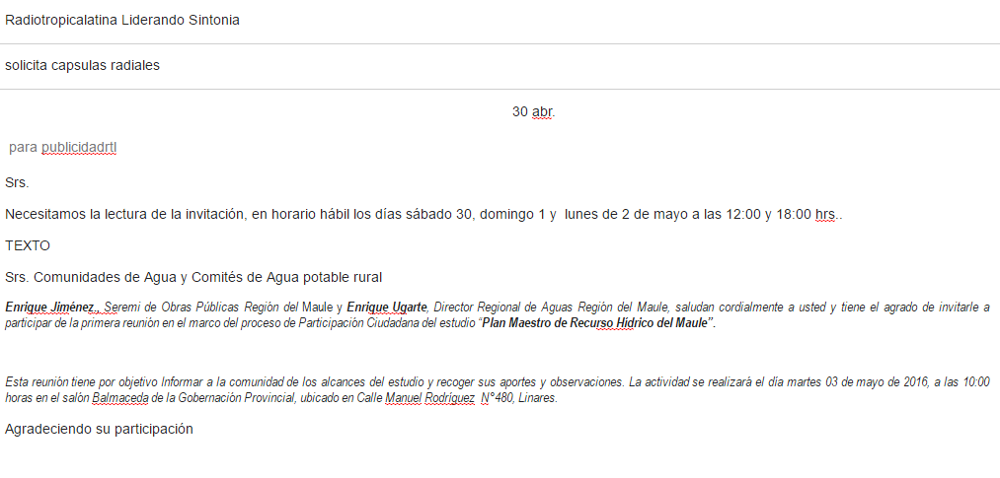 Radiotropicalatina Liderando Sintonia
solicita capsulas radiales
30 abr.
para publicidadrtl
Srs.
Necesitamos la lectura de la invitación, en horario hábil los días sábado 30, domingo 1 y  lunes de 2 de mayo a las 12:00 y 18:00 hrs..
TEXTO
Srs. Comunidades de Agua y Comités de Agua potable rural
Enrique Jiménez., Seremi de Obras Públicas Región del Maule y Enrique Ugarte, Director Regional de Aguas Región del Maule, saludan cordialmente a usted y tiene el agrado de invitarle a
participar de la primera reunión en el marco del proceso de Participación Ciudadana del estudio “Plan Maestro de Recurso Hídrico del Maule”.
Esta reunión tiene por objetivo Informar a la comunidad de los alcances del estudio y recoger sus aportes y observaciones. La actividad se realizará el día martes 03 de mayo de 2016, a las 10:00
horas en el salón Balmaceda de la Gobernación Provincial, ubicado en Calle Manuel Rodríguez  N°480, Linares.
Agradeciendo su participación